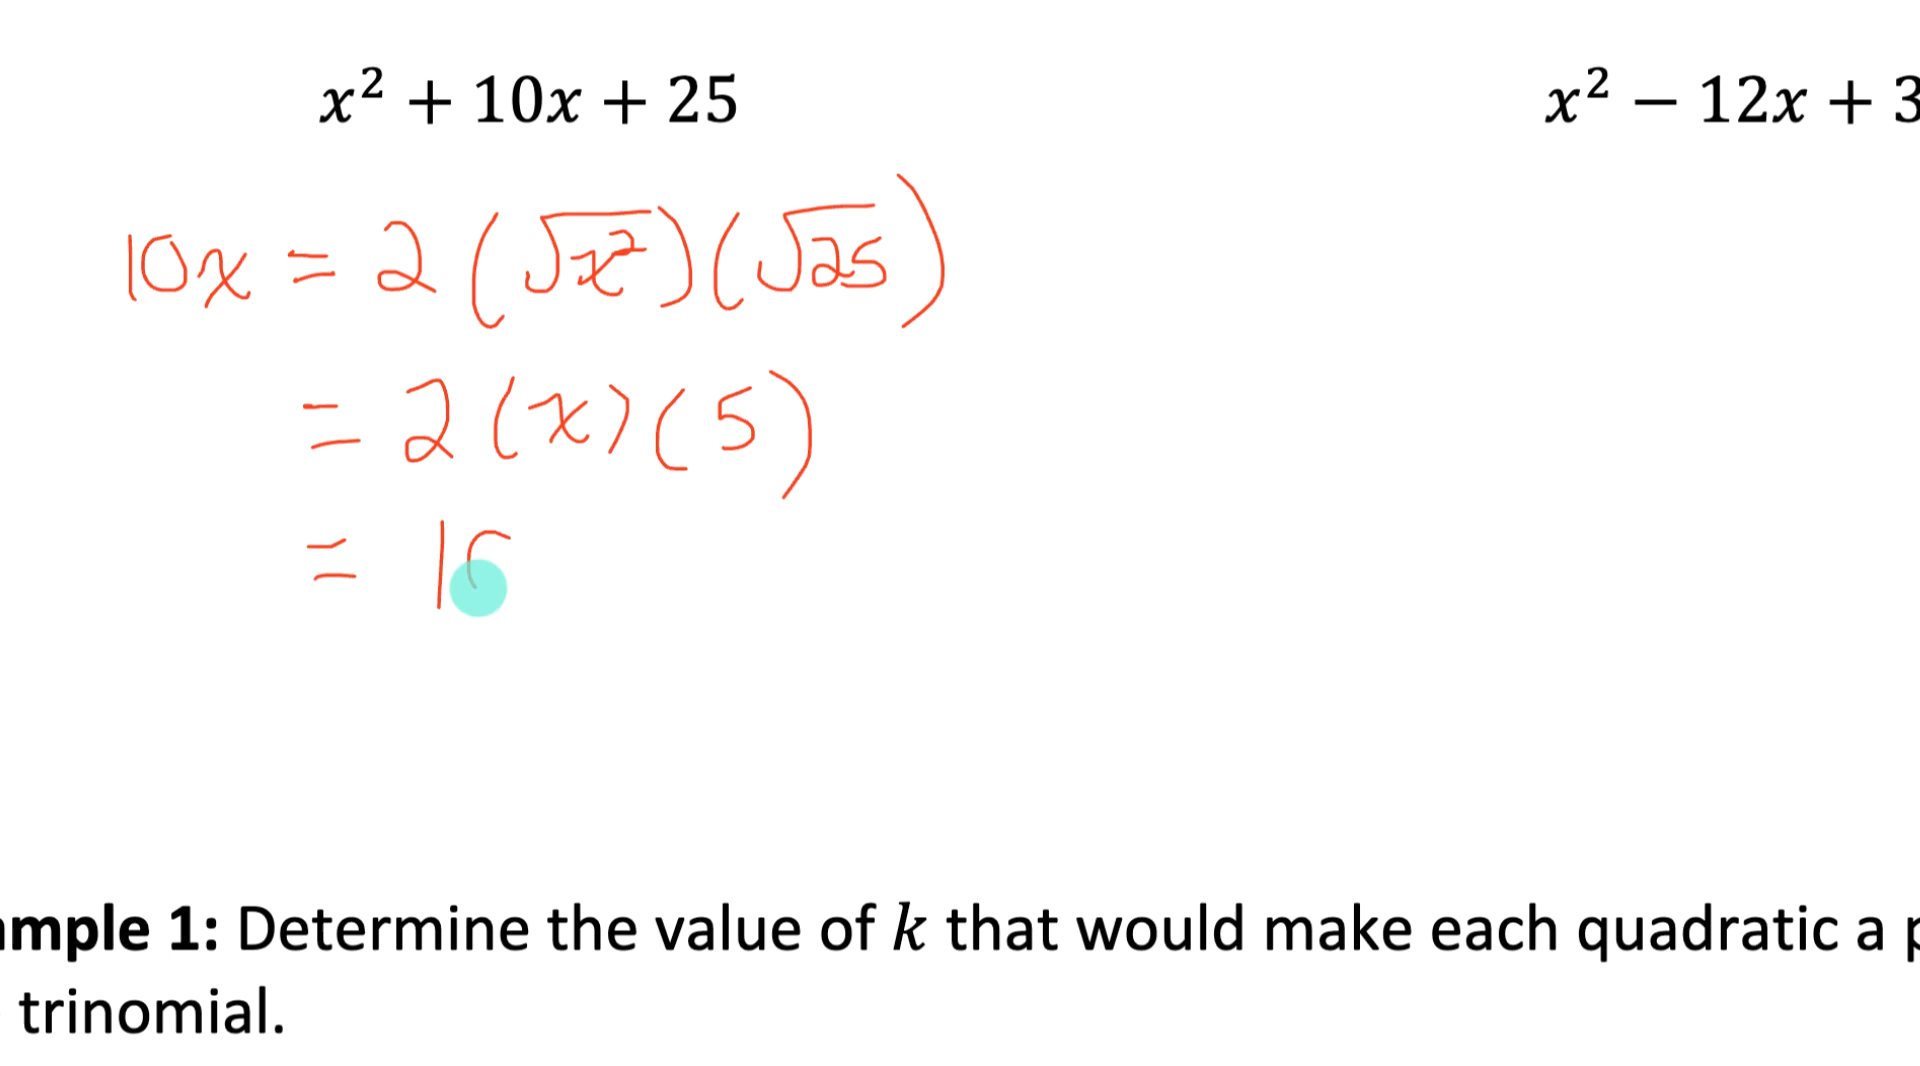 x² + 10x + 25
x² − 12x + 3
10x = 2(√x²)(√25)
= 2(x)(5)
= 1
mple 1: Determine the value of k that would make each quadratic a
trinomial.